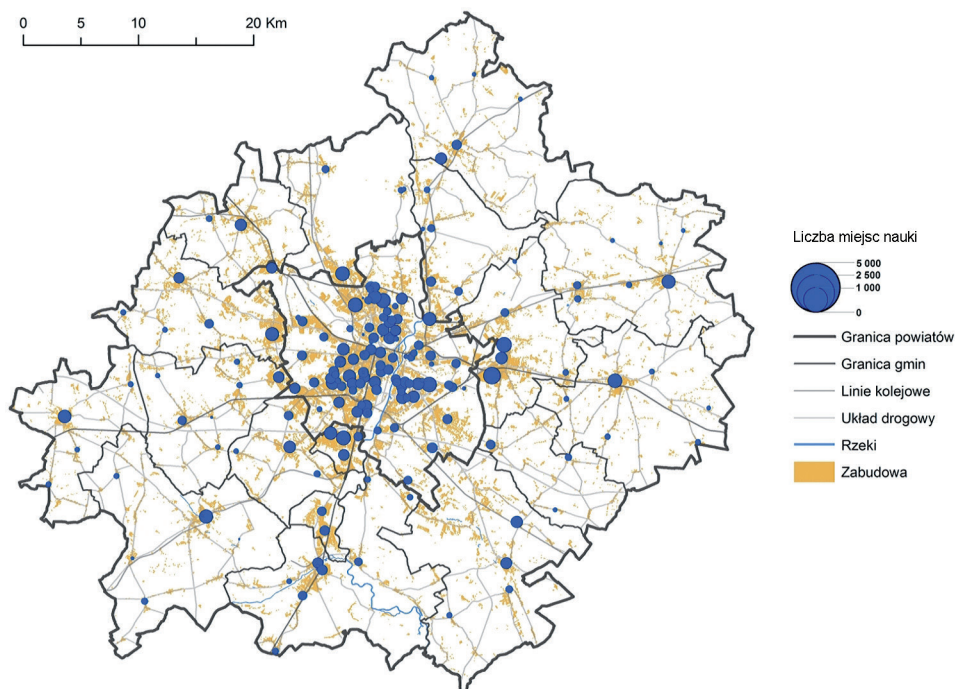 0 5 10 20 Km
Liczba miejsc nauki
5 000
2 500
1 000
0
Granica powiatów
Granica gmin
Linie kolejowe
Układ drogowy
Rzeki
Zabudowa